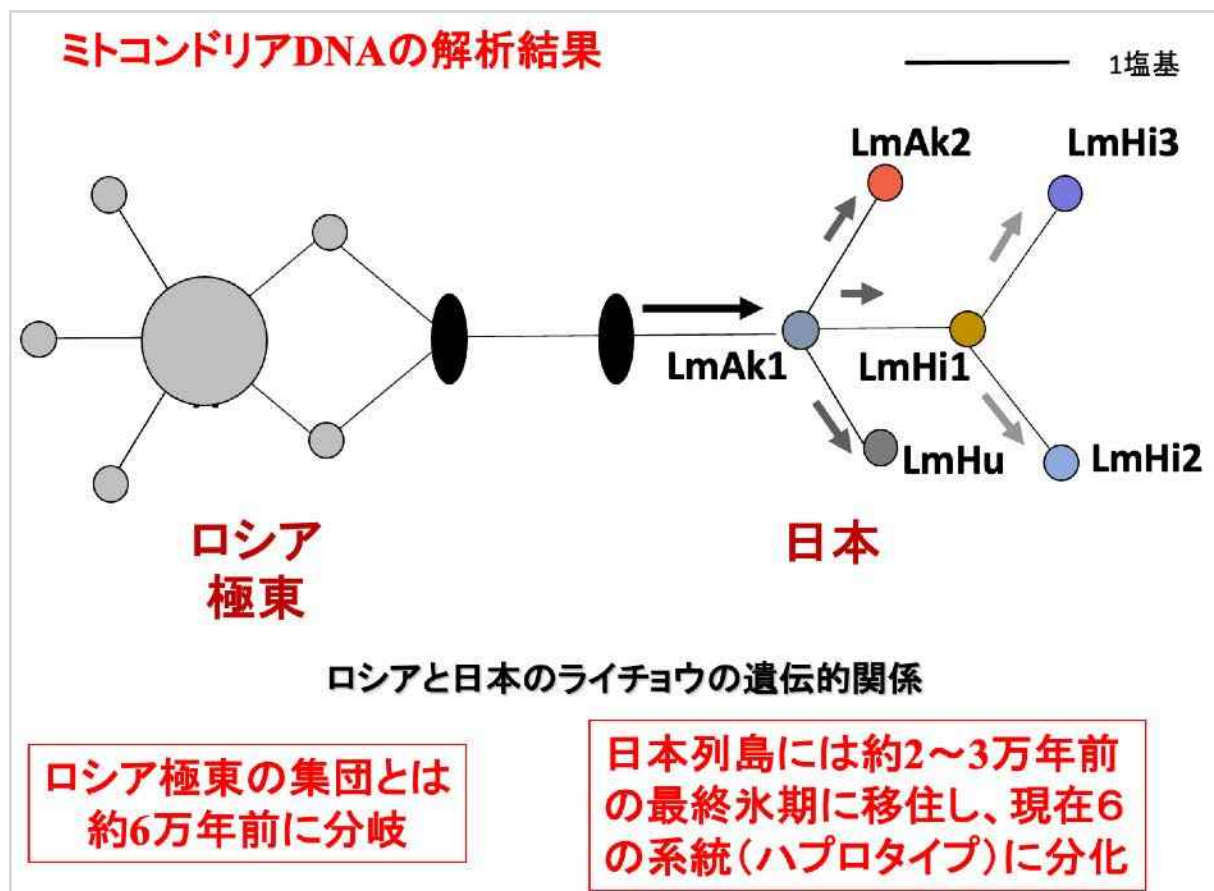 ミトコンドリアDNAの解析結果
1塩基
LmAk2
LmHi3
LmAk1
LmHi1
LmHu
LmHi2
ロシア
極東
日本
ロシアと日本のライチョウの遺伝的関係
ロシア極東の集団とは
約6万年前に分岐
日本列島には約2～3万年前
の最終氷期に移住し、現在６
の系統（ハプロタイプ）に分化